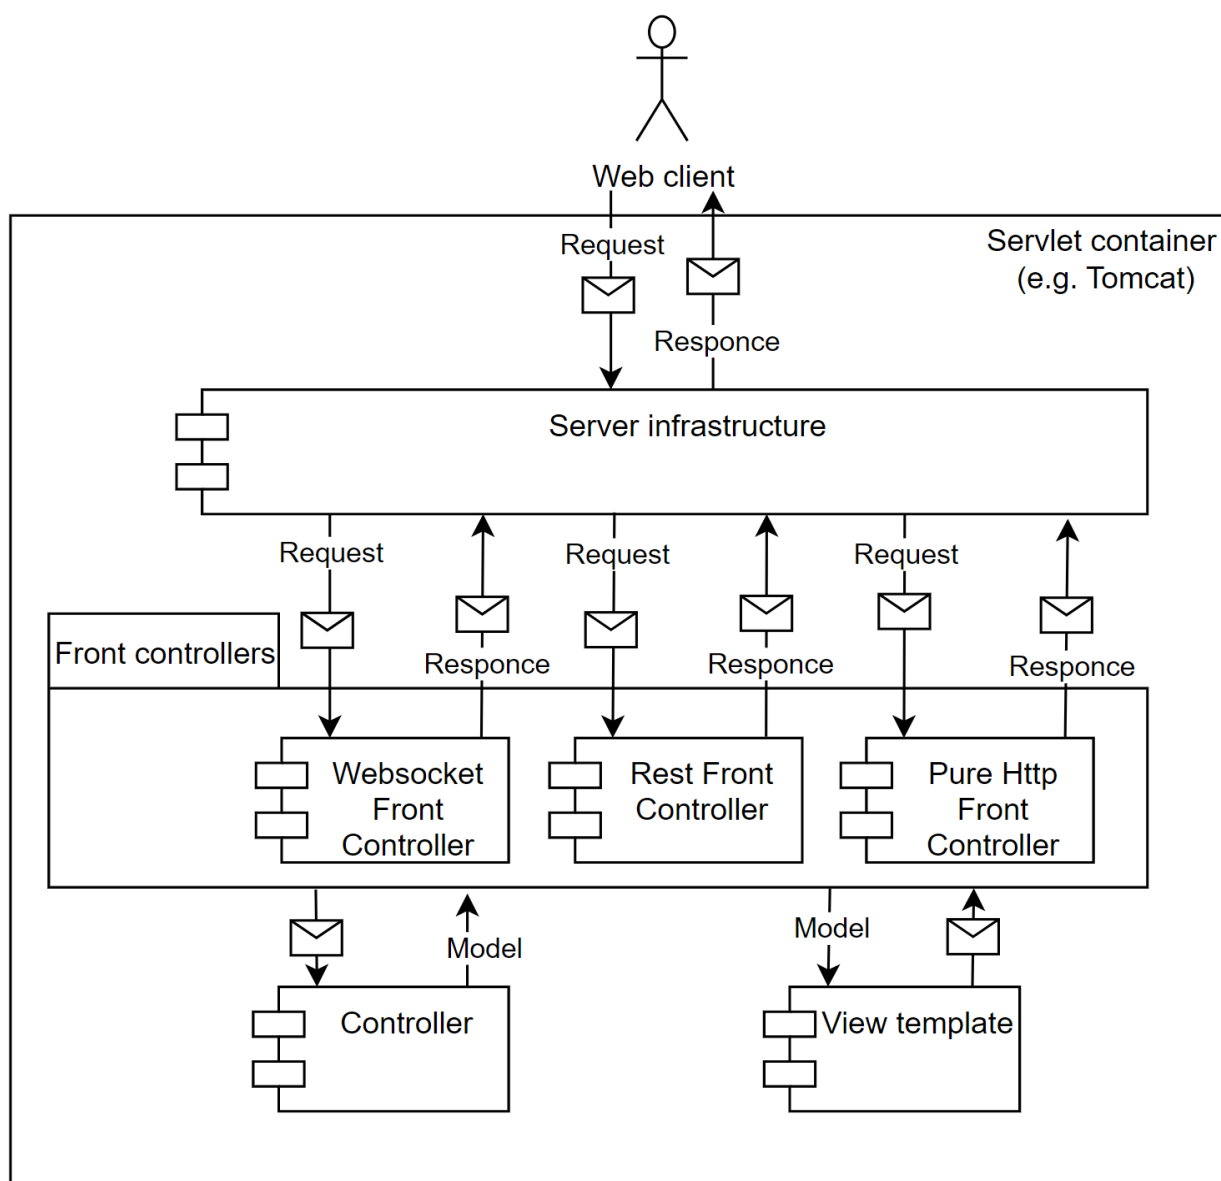 Web client
Request
Servlet container
(e.g. Tomcat)
Responce
Server infrastructure
Request
Request
Request
Front controllers
Responce
Responce
Responce
Websocket
Front
Controller
Rest Front
Controller
Pure Http
Front
Controller
Model
Model
Controller
View template